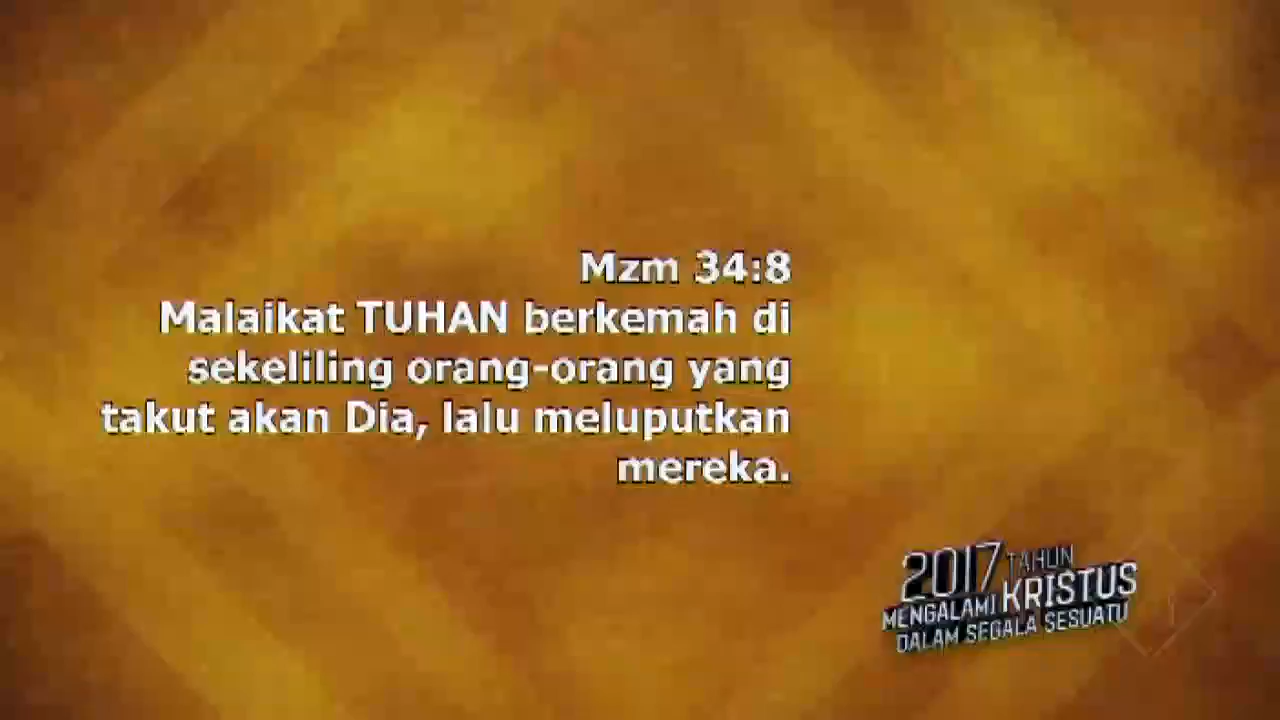 Mzm 34:8
Malaikat TUHAN berkemah di
sekeliling orang-orang yang
takut akan Dia, lalu meluputkan
mereka.
2017 TAHUN
MENGALAMI KRISTUS
DALAM SEGALA SESUATU